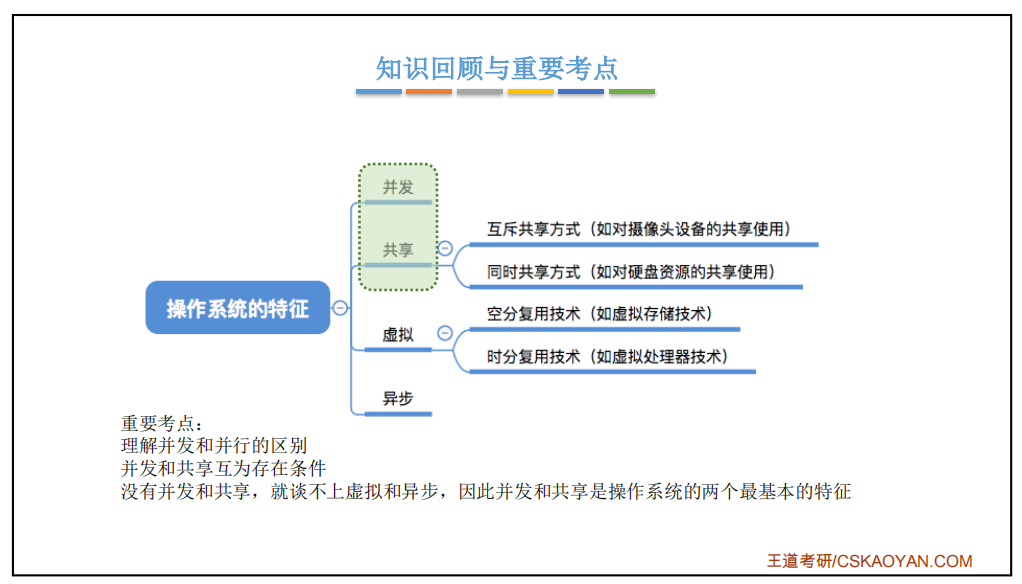 知识回顾与重要考点
并发
共享
互斥共享方式（如对摄像头设备的共享使用）
同时共享方式（如对硬盘资源的共享使用）
操作系统的特征
空分复用技术（如虚拟存储技术）
虚拟
时分复用技术（如虚拟处理器技术）
异步
重要考点：
理解并发和并行的区别
并发和共享互为存在条件
没有并发和共享，就谈不上虚拟和异步，因此并发和共享是操作系统的两个最基本的特征
王道考研/CSKAOYAN.COM